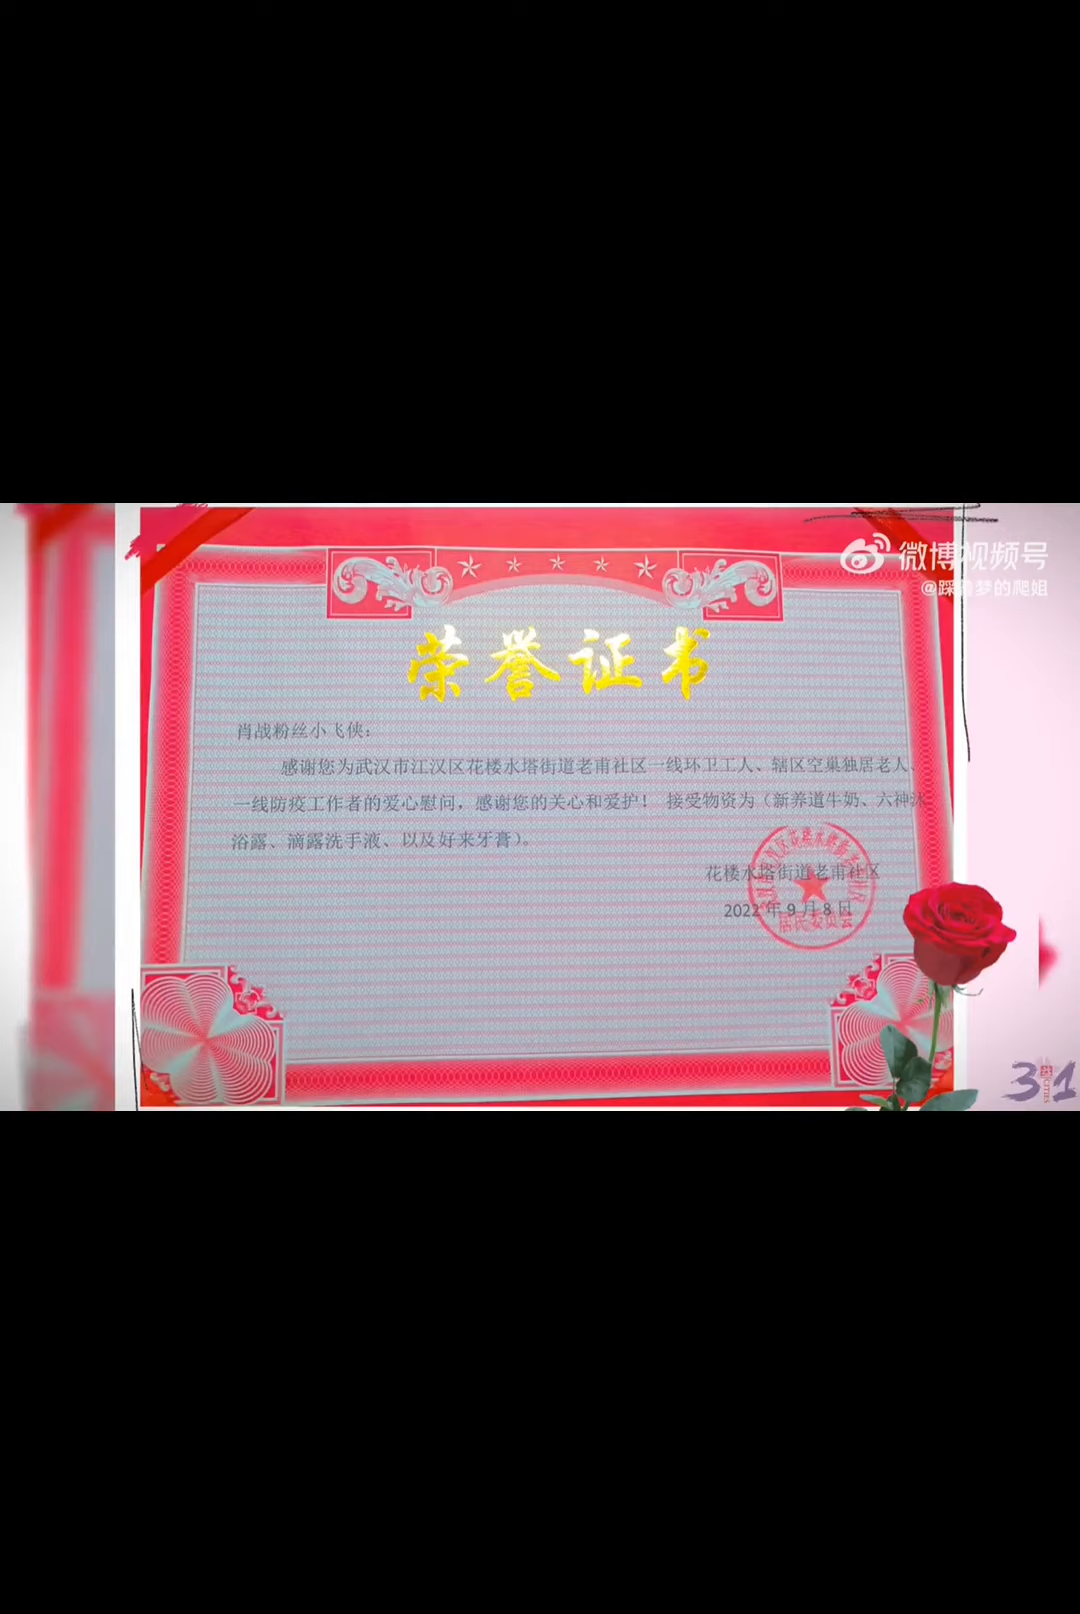 微博视频号
@踩着梦的爬姐
荣誉证书
肖战粉丝小飞侠：
感谢您为武汉市江汉区花楼水塔街道老甫社区一线环卫工人、辖区空巢独居老人、
一线防疫工作者的爱心慰问，感谢您的关心和爱护！ 接受物资为（新养道牛奶、六神沐
浴露、滴露洗手液、以及好来牙膏）。
花楼水塔街道老甫社区
2022 年 9 月 8 日
居民委员会
31